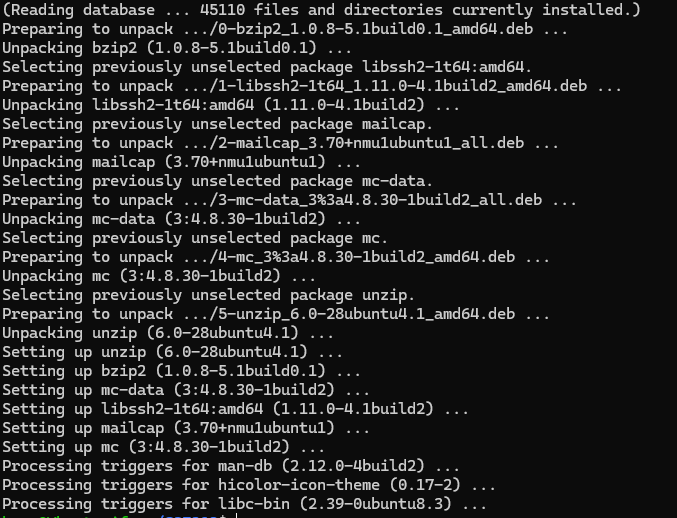 (Reading database ... 45110 files and directories currently installed.)
Preparing to unpack .../0-bzip2_1.0.8-5.1build0.1_amd64.deb ...
Unpacking bzip2 (1.0.8-5.1build0.1) ...
Selecting previously unselected package libssh2-1t64:amd64.
Preparing to unpack .../1-libssh2-1t64_1.11.0-4.1build2_amd64.deb ...
Unpacking libssh2-1t64:amd64 (1.11.0-4.1build2) ...
Selecting previously unselected package mailcap.
Preparing to unpack .../2-mailcap_3.70+nmu1ubuntu1_all.deb ...
Unpacking mailcap (3.70+nmu1ubuntu1) ...
Selecting previously unselected package mc-data.
Preparing to unpack .../3-mc-data_3%3a4.8.30-1build2_all.deb ...
Unpacking mc-data (3:4.8.30-1build2) ...
Selecting previously unselected package mc.
Preparing to unpack .../4-mc_3%3a4.8.30-1build2_amd64.deb ...
Unpacking mc (3:4.8.30-1build2) ...
Selecting previously unselected package unzip.
Preparing to unpack .../5-unzip_6.0-28ubuntu4.1_amd64.deb ...
Unpacking unzip (6.0-28ubuntu4.1) ...
Setting up unzip (6.0-28ubuntu4.1) ...
Setting up bzip2 (1.0.8-5.1build0.1) ...
Setting up mc-data (3:4.8.30-1build2) ...
Setting up libssh2-1t64:amd64 (1.11.0-4.1build2) ...
Setting up mailcap (3.70+nmu1ubuntu1) ...
Setting up mc (3:4.8.30-1build2) ...
Processing triggers for man-db (2.12.0-4build2) ...
Processing triggers for hicolor-icon-theme (0.17-2) ...
Processing triggers for libc-bin (2.39-0ubuntu8.3) ...